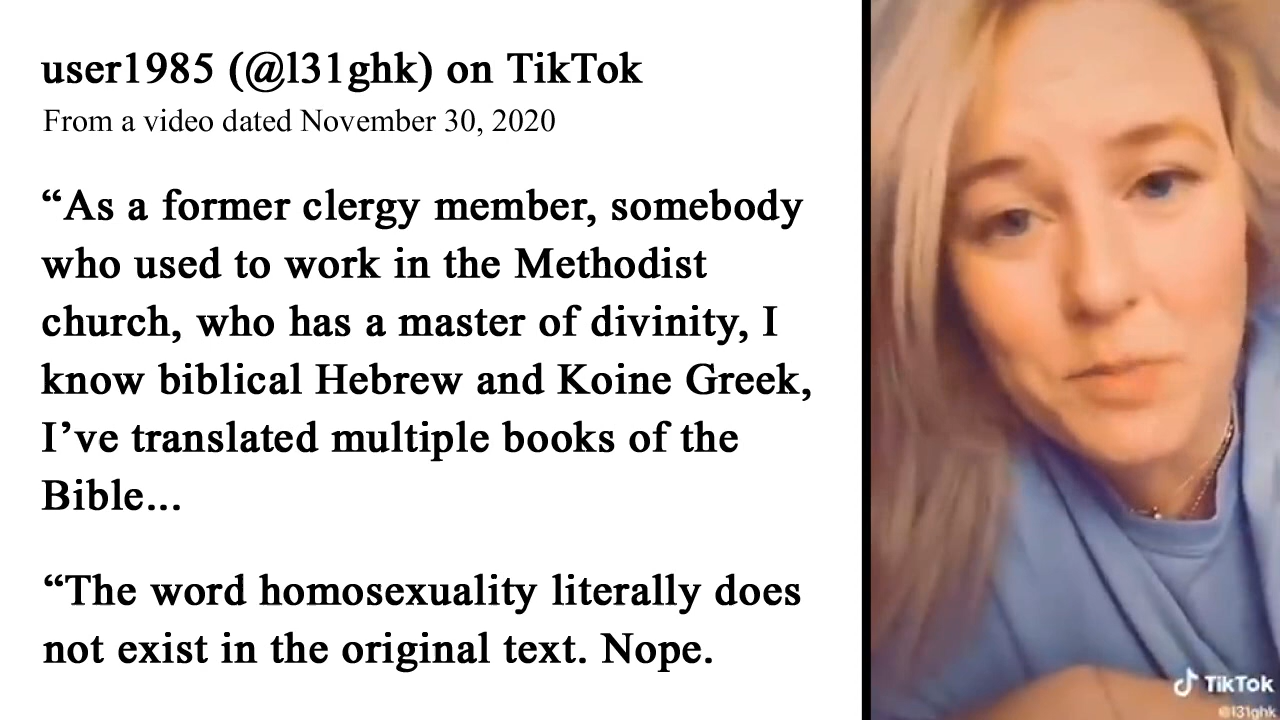 user1985 (@l31ghk) on TikTok
From a video dated November 30, 2020
“As a former clergy member, somebody
who used to work in the Methodist
church, who has a master of divinity, I
know biblical Hebrew and Koine Greek,
I’ve translated multiple books of the
Bible...
“The word homosexuality literally does
not exist in the original text. Nope.
TikTok
@l31ghk